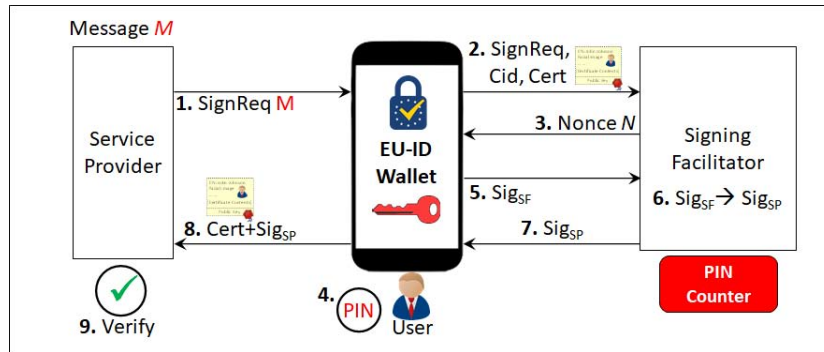 Message M
Service
Provider
1. SignReq M
8. Cert+SigSP
9. Verify
EU-ID
Wallet
4. PIN
User
2. SignReq,
Cid, Cert
3. Nonce N
5. SigSF
7. SigSP
Signing
Facilitator
6. SigSF→ SigSP
PIN
Counter